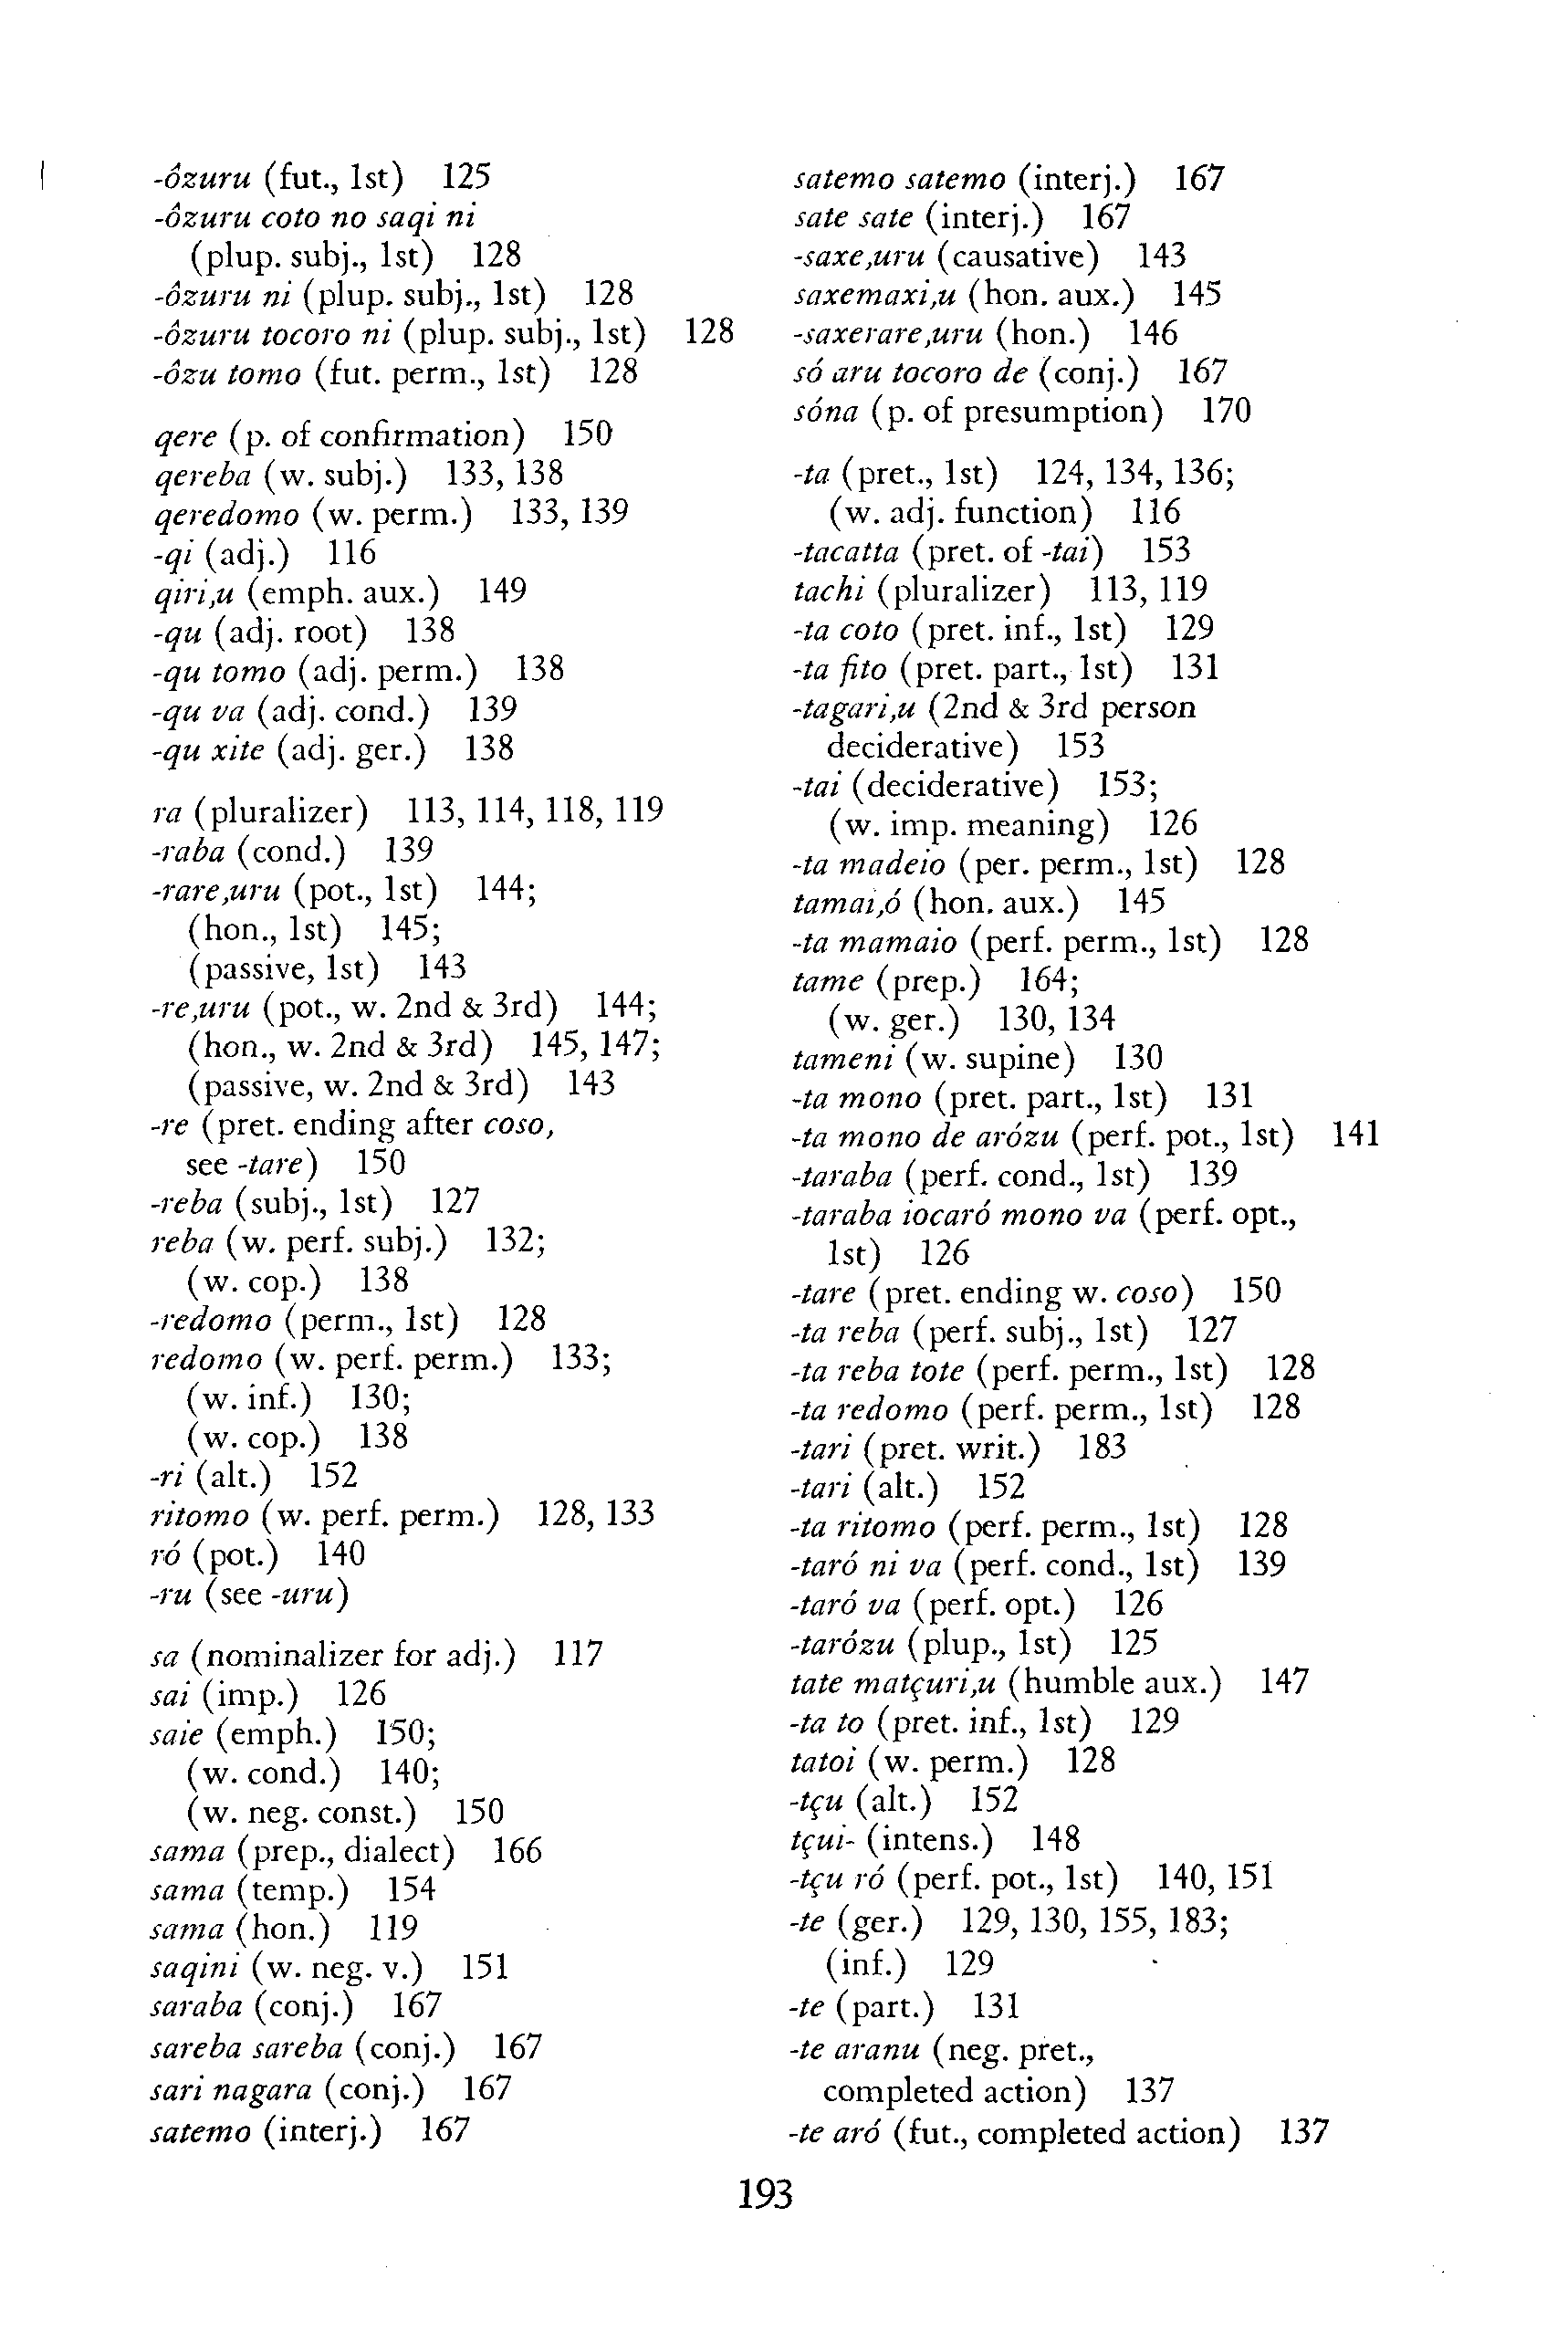 -ôzuru (fut., 1st) 125
-ôzuru coto no saqi ni
(plup. subj., 1st) 128
-ôzuru ni (plup. subj., 1st) 128
-ôzuru tocoro ni (plup. subj., 1st) 128
-ôzu tomo (fut. perm., 1st) 128
qere (p. of confirmation) 150
qereba (w. subj.) 133, 138
qeredomo (w. perm.) 133, 139
-qi (adj.) 116
qiri,u (emph. aux.) 149
-qu (adj. root) 138
-qu tomo (adj. perm.) 138
-qu va (adj. cond.) 139
-qu xite (adj. ger.) 138
ra (pluralizer) 113, 114, 118, 119
-raba (cond.) 139
-rare,uru (pot., 1st) 144;
(hon., 1st) 145;
(passive, 1st) 143
-re,uru (pot., w. 2nd & 3rd) 144;
(hon., w. 2nd & 3rd) 145, 147;
(passive, w. 2nd & 3rd) 143
-re (pret. ending after coso,
see -tare) 150
-reba (subj., 1st) 127
reba (w. perf. subj.) 132;
(w. cop.) 138
-redomo (perm., 1st) 128
redomo (w. perf. perm.) 133;
(w. inf.) 130;
(w. cop.) 138
-ri (alt.) 152
ritomo (w. perf. perm.) 128, 133
ró (pot.) 140
-ru (see -uru)
sa (nominalizer for adj.) 117
sai (imp.) 126
saie (emph.) 150;
(w. cond.) 140;
(w. neg. const.) 150
sama (prep., dialect) 166
sama (temp.) 154
sama (hon.) 119
saqini (w. neg. v.) 151
saraba (conj.) 167
sareba sareba (conj.) 167
sari nagara (conj.) 167
satemo (interj.) 167
satemo satemo (interj.) 167
sate sate (interj.) 167
-saxe,uru (causative) 143
saxemaxi,u (hon. aux.) 145
-saxerare,uru (hon.) 146
só aru tocoro de (conj.) 167
sóna (p. of presumption) 170
-ta (pret., 1st) 124, 134, 136;
(w. adj. function) 116
-tacatta (pret. of -tai) 153
tachi (pluralizer) 113, 119
-ta coto (pret. inf., 1st) 129
-ta fito (pret. part., 1st) 131
-tagari,u (2nd & 3rd person
deciderative) 153
-tai (deciderative) 153;
(w. imp. meaning) 126
-ta madeio (per. perm., 1st) 128
tamai,ó (hon. aux.) 145
-ta mamaio (perf. perm., 1st) 128
tame (prep.) 164;
(w. ger.) 130, 134
tameni (w. supine) 130
-ta mono (pret. part., 1st) 131
-ta mono de arózu (perf. pot., 1st) 141
-taraba (perf. cond., 1st) 139
-taraba iocaró mono va (perf. opt.,
1st) 126
-tare (pret. ending w. coso) 150
-ta reba (perf. subj., 1st) 127
-ta reba tote (perf. perm., 1st) 128
-ta redomo (perf. perm., 1st) 128
-tari (pret. writ.) 183
-tari (alt.) 152
-ta ritomo (perf. perm., 1st) 128
-taró ni va (perf. cond., 1st) 139
-taró va (perf. opt.) 126
-tarózu (plup., 1st) 125
tate matçuri,u (humble aux.) 147
-ta to (pret. inf., 1st) 129
tatoi (w. perm.) 128
-tçu (alt.) 152
tçui- (intens.) 148
-tçu ró (perf. pot., 1st) 140, 151
-te (ger.) 129, 130, 155, 183;
(inf.) 129
-te (part.) 131
-te aranu (neg. pret.,
completed action) 137
-te aró (fut., completed action) 137
193